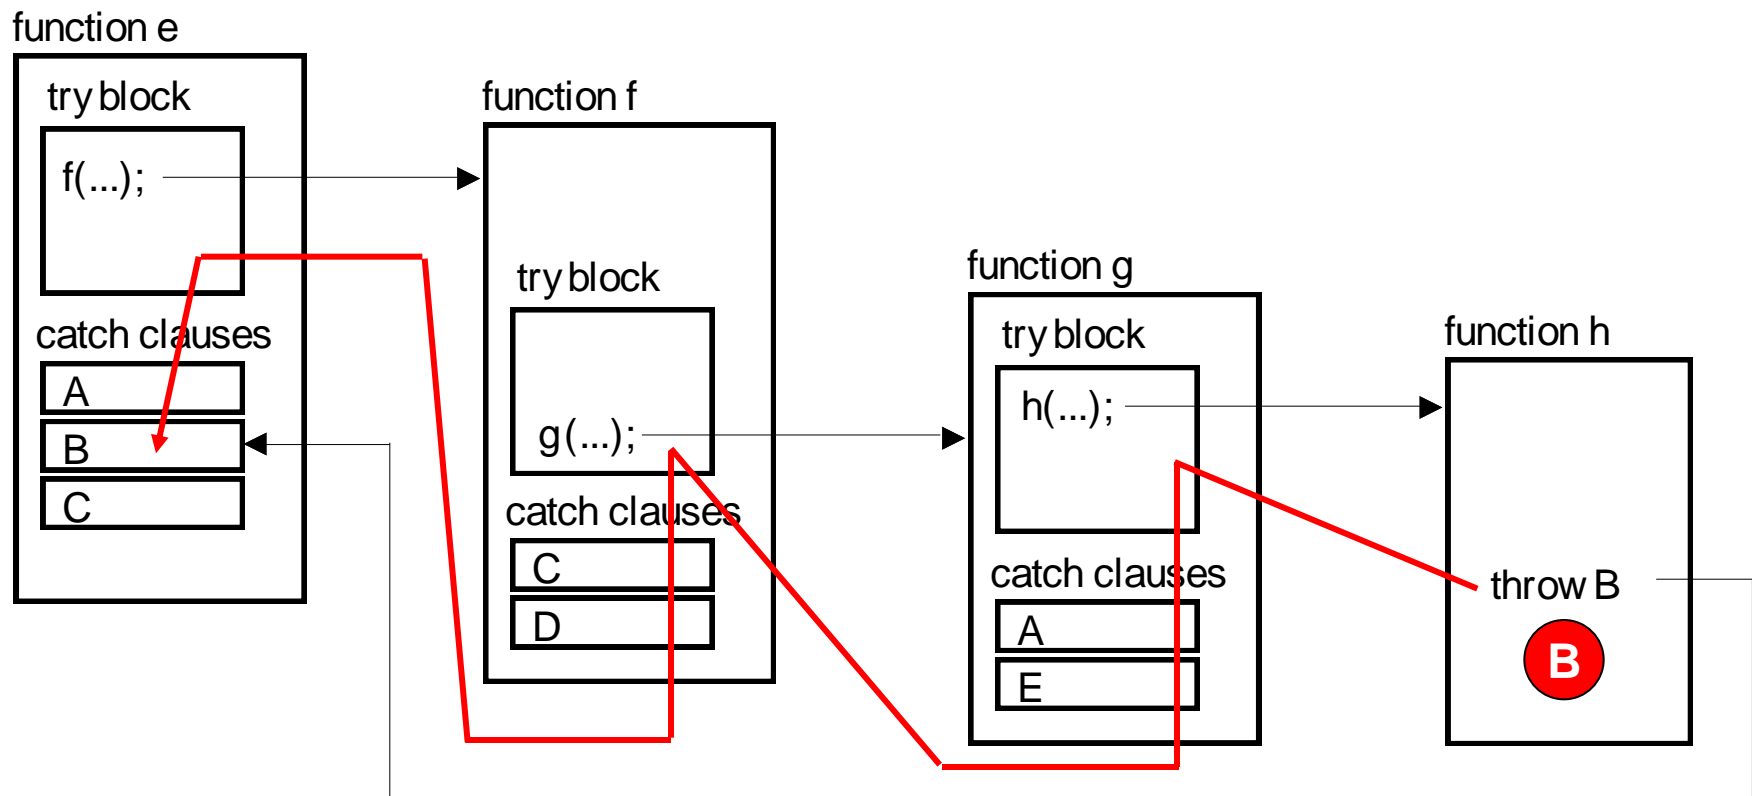 function e
try block
f(...);
catch clauses
A
B
C
function f
try block
g(...);
catch clauses
C
D
function g
try block
h(...);
catch clauses
A
E
function h
throw B
B